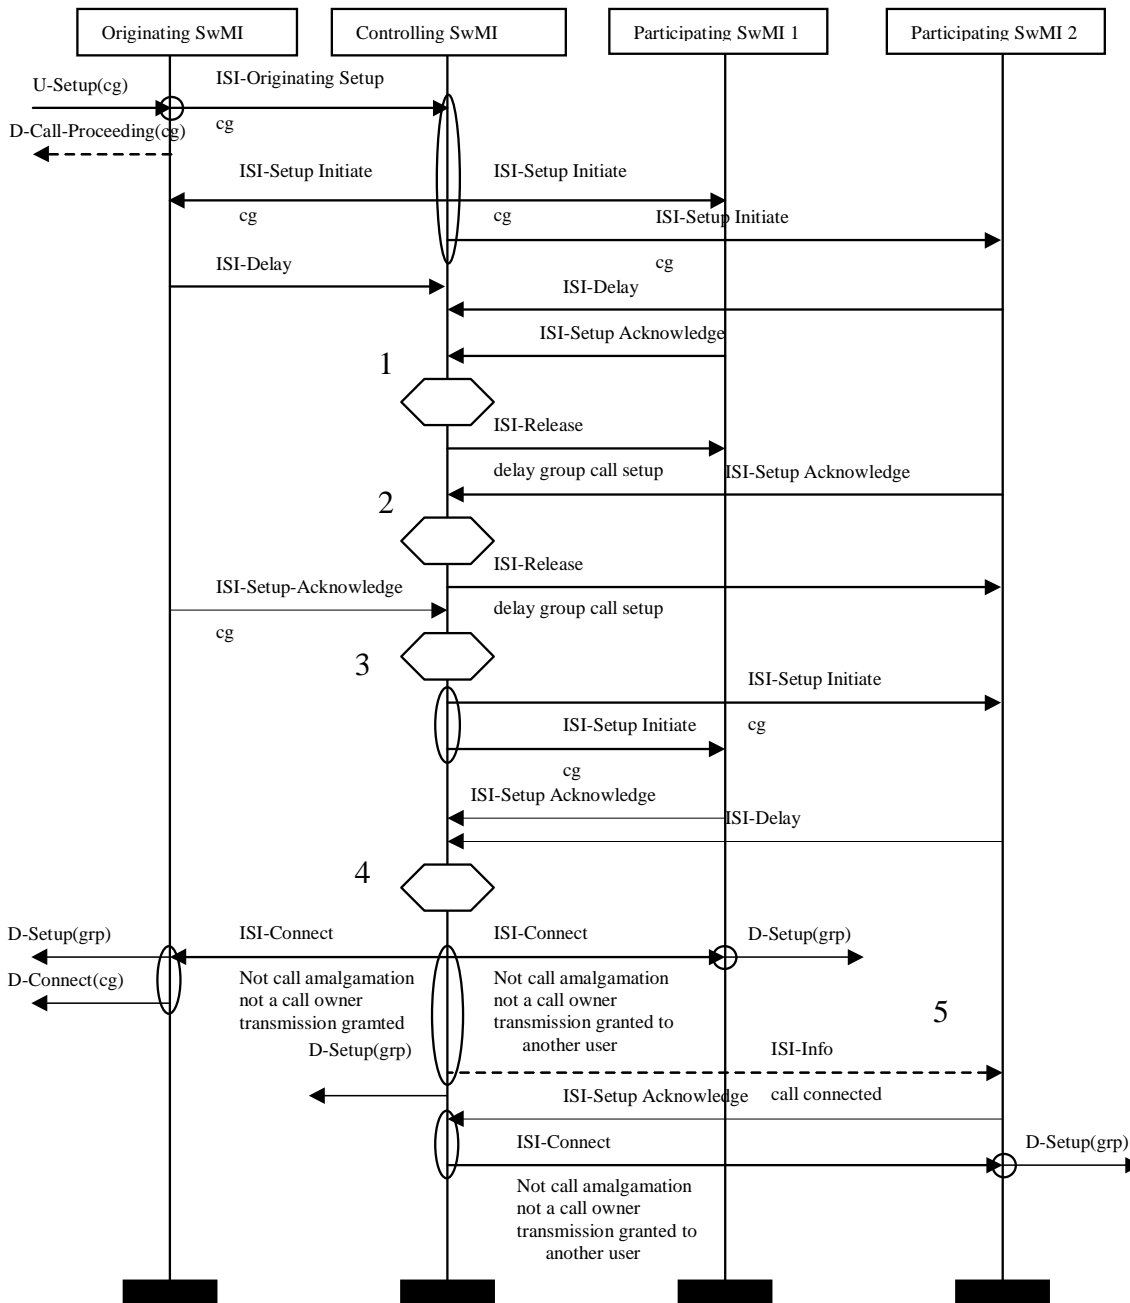 Originating SwMI
Controlling SwMI
Participating SwMI 1
Participating SwMI 2
U-Setup(cg)
ISI-Originating Setup
cg
D-Call-Proceeding(cg)
ISI-Setup Initiate
ISI-Setup Initiate
cg
cg
ISI-Setup Initiate
cg
ISI-Delay
ISI-Delay
ISI-Setup Acknowledge
1
ISI-Release
delay group call setup
ISI-Setup Acknowledge
2
ISI-Release
ISI-Setup-Acknowledge
delay group call setup
cg
3
ISI-Setup Initiate
ISI-Setup Initiate
cg
cg
ISI-Setup Acknowledge
ISI-Delay
4
D-Setup(grp)
ISI-Connect
ISI-Connect
D-Setup(grp)
D-Connect(cg)
Not call amalgamation
not a call owner
transmission gramted
Not call amalgamation
not a call owner
transmission granted to
another user
5
D-Setup(grp)
ISI-Info
ISI-Setup Acknowledge
call connected
ISI-Connect
D-Setup(grp)
Not call amalgamation
not a call owner
transmission granted to
another user